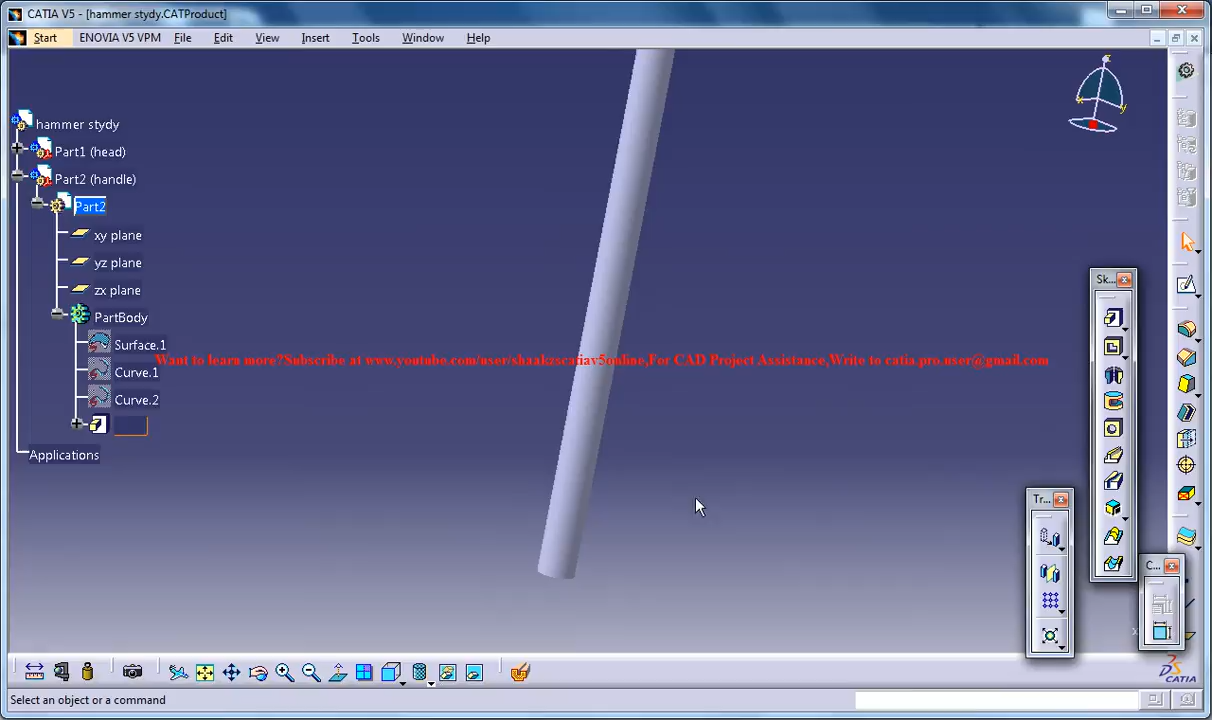 CATIA V5 - [hammer stydy.CATProduct]
Start ENOVIA V5 VPM File Edit View Insert Tools Window Help
hammer stydy
Part1 (head)
Part2 (handle)
Part2
xy plane
yz plane
zx plane
PartBody
Surface.1
Want to learn more?Subscribe at www.youtube.com/user/shaakzscatiav5online,For CAD Project Assistance,Write to catia.pro.user@gmail.com
Curve.1
Curve.2
Applications
Sk...
Tr...
C...
CATIA
Select an object or a command